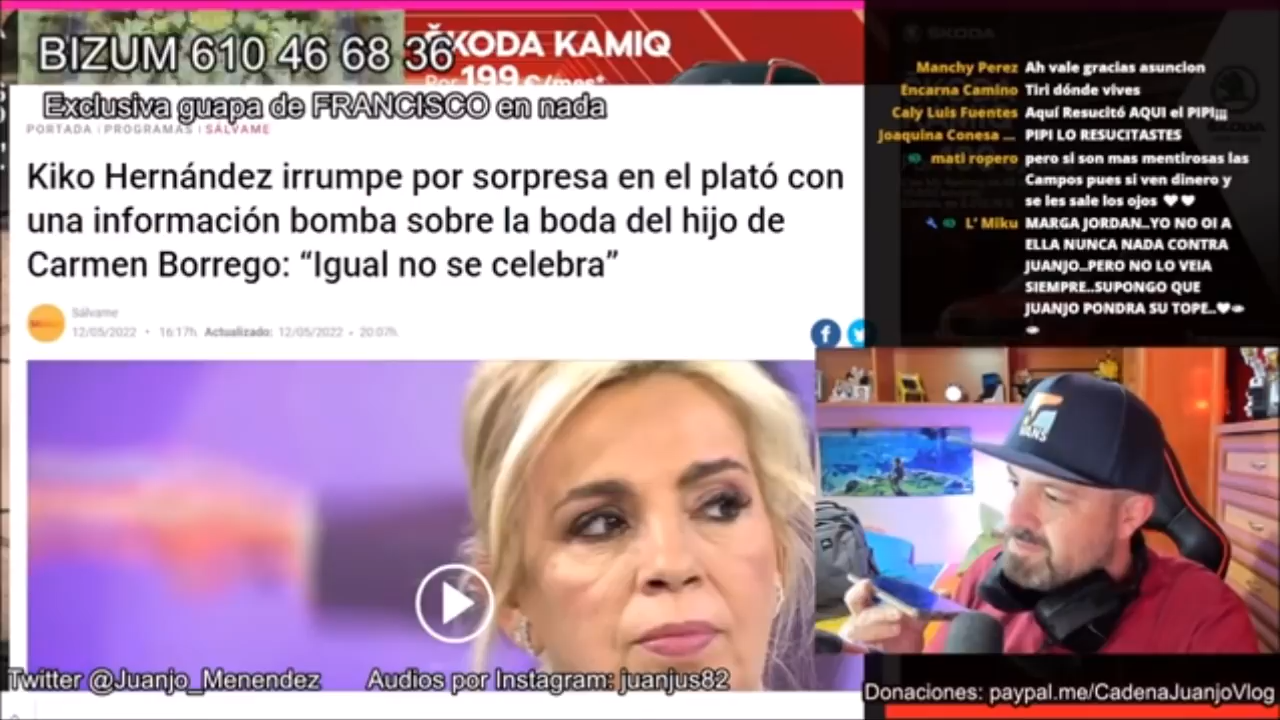 BIZUM 610 46 68 36
ŠKODA KAMIQ
Por 199 €/mes*
Exclusiva guapa de FRANCISCO en nada
PORTADA | PROGRAMAS | SÁLVAME
Kiko Hernández irrumpe por sorpresa en el plató con
una información bomba sobre la boda del hijo de
Carmen Borrego: “Igual no se celebra”
Sálvame
12/05/2022 • 16:17h. Actualizado: 12/05/2022 • 20:07h.
Manchy Perez Ah vale gracias asuncion
Encarna Camino Tiri dónde vives
Caly Luis Fuentes Aquí Resucitó AQUI el PIPI¡¡¡
Joaquina Conesa ... PIPI LO RESUCITASTES
mati ropero pero si son mas mentirosas las
Campos pues si ven dinero y
se les sale los ojos ♥♥
L' Miku MARGA JORDAN..YO NO OI A
ELLA NUNCA NADA CONTRA
JUANJO..PERO NO LO VEIA
SIEMPRE..SUPONGO QUE
JUANJO PONDRA SU TOPE..♥
VANS
Twitter @Juanjo_Menendez
Audios por Instagram: juanjus82
Donaciones: paypal.me/CadenaJuanjoVlog